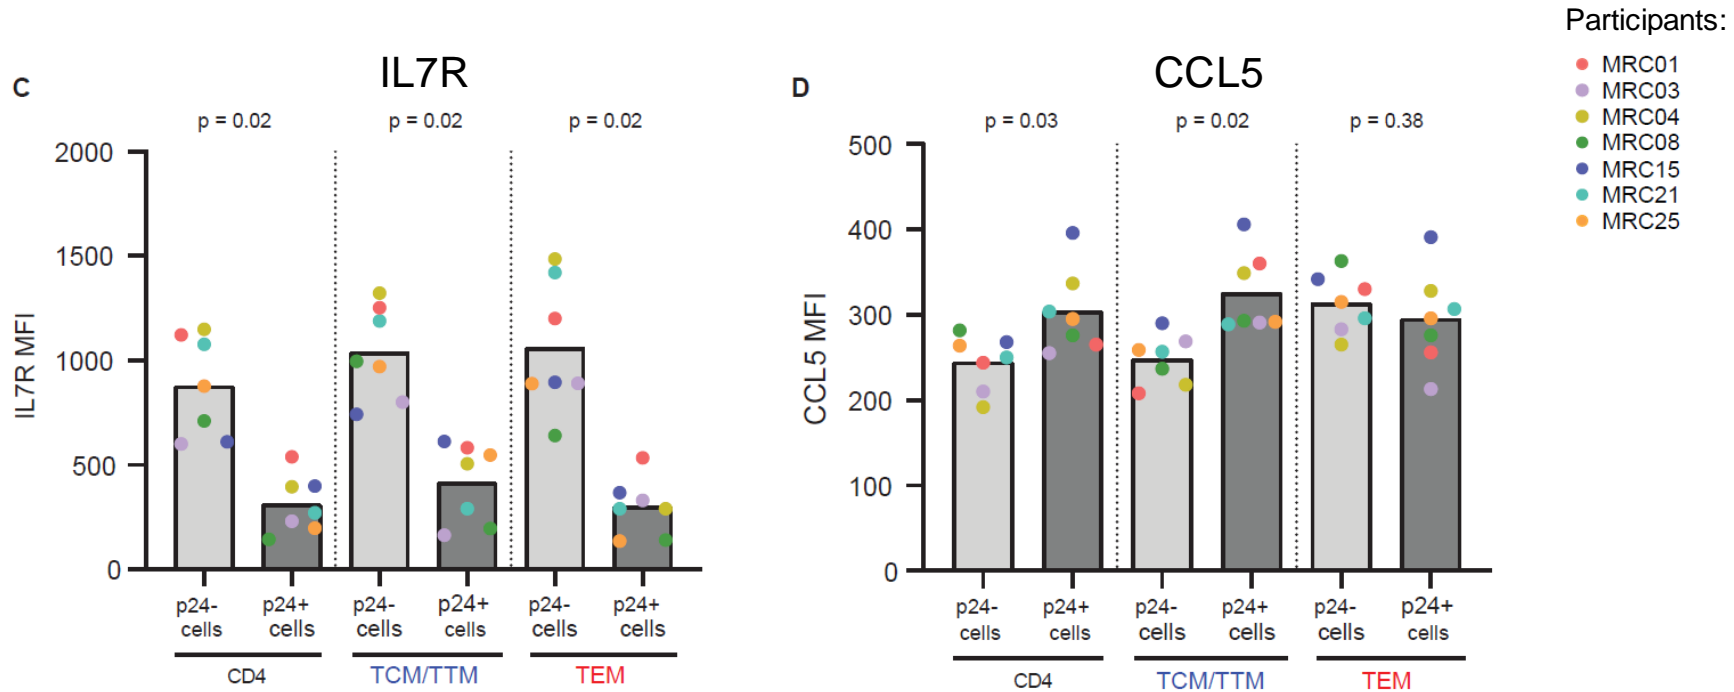 Participants:
MRC01
MRC03
MRC04
MRC08
MRC15
MRC21
MRC25
C
IL7R
p = 0.02 p = 0.02 p = 0.02
IL7R MFI
2000
1500
1000
500
0
p24- p24+ p24- p24+ p24- p24+
cells cells cells cells cells cells
CD4 TCM/TTM TEM
D
CCL5
p = 0.03 p = 0.02 p = 0.38
CCL5 MFI
500
400
300
200
100
0
p24- p24+ p24- p24+ p24- p24+
cells cells cells cells cells cells
CD4 TCM/TTM TEM